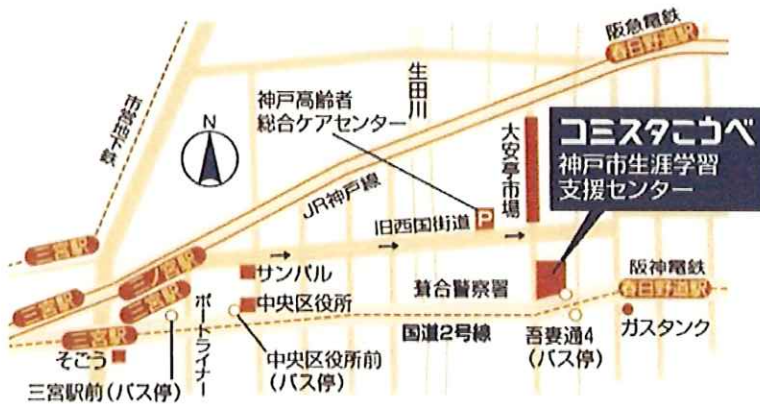 阪急電鉄
春日野道駅
生田川
神戸高齢者
総合ケアセンター
市営地下鉄
N
大安亭市場
コミスタこうべ
神戸市生涯学習
支援センター
JR神戸線
P
旧西国街道
三宮駅
三ノ宮駅
三宮駅
三宮駅
三宮駅
サンパル
中央区役所
葺合警察署
阪神電鉄
春日野道駅
ポートライナー
国道2号線
そごう
三宮駅前(バス停)
中央区役所前
(バス停)
吾妻通4
(バス停)
ガスタンク